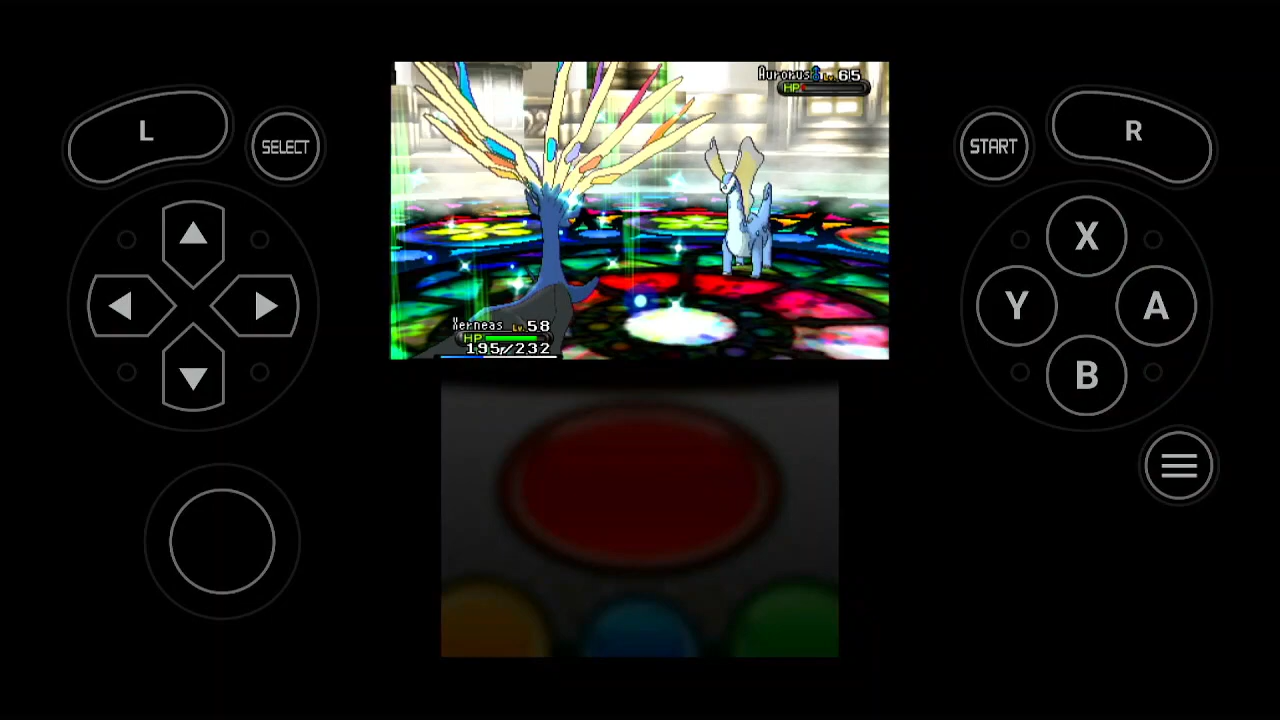 Aurorus♂ Lv.65
HP
L
SELECT
START
R
X
Y
A
B
Xerneas Lv.58
HP
195/232